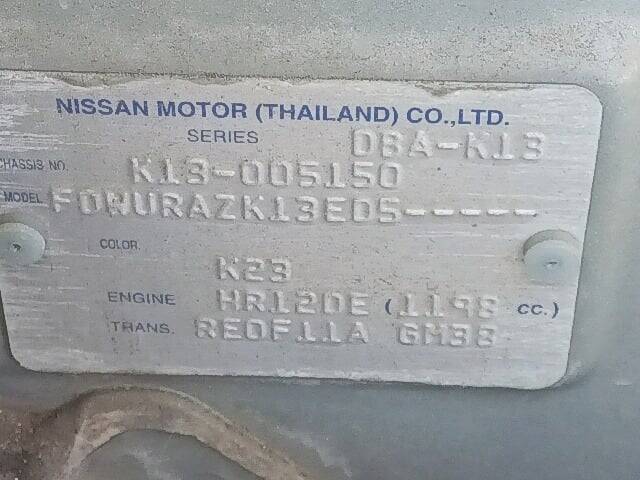 NISSAN MOTOR (THAILAND) CO.,LTD.
SERIES DBA-K13
CHASSIS NO. K13-005150
MODEL FDWURAZK13EDS-----
COLOR.
K23
ENGINE HR12DE (1198 cc.)
TRANS. RE0F11A GM38